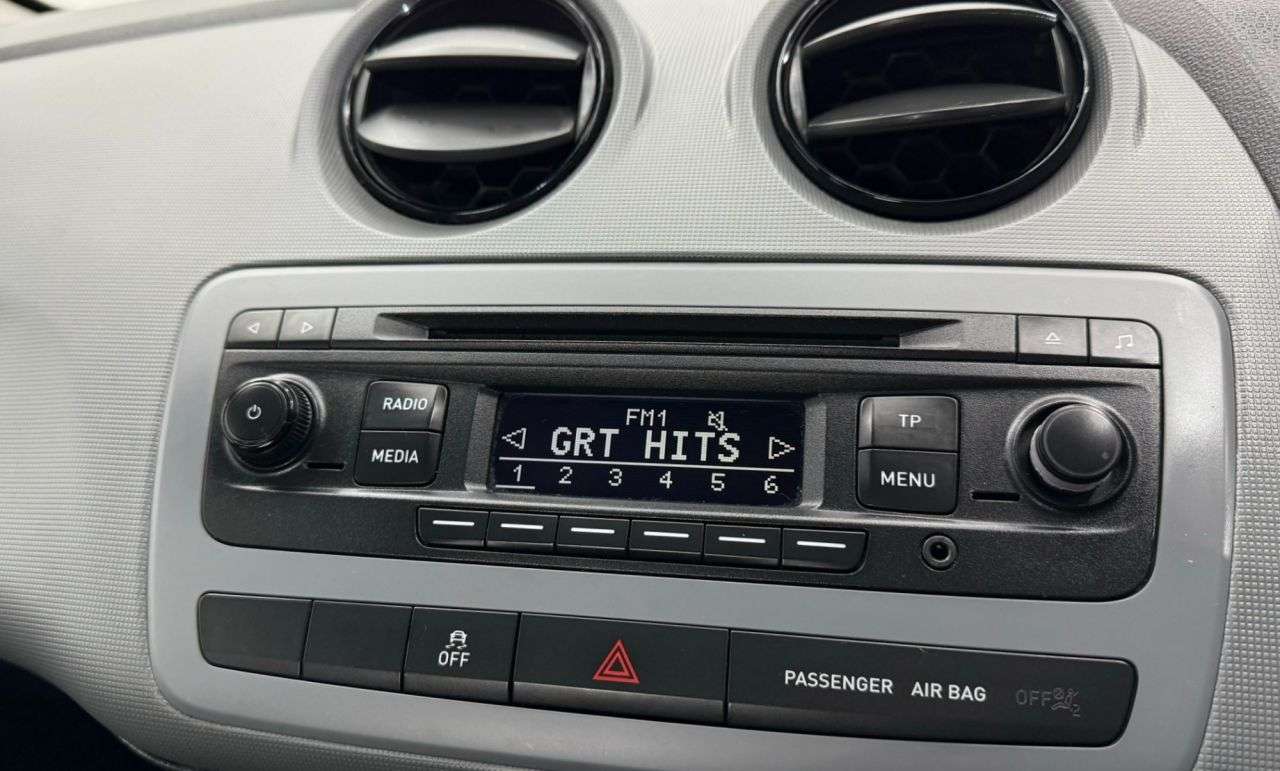 RADIO
MEDIA
FM1
GRT HITS
1 2 3 4 5 6
TP
MENU
OFF
PASSENGER AIR BAG OFF